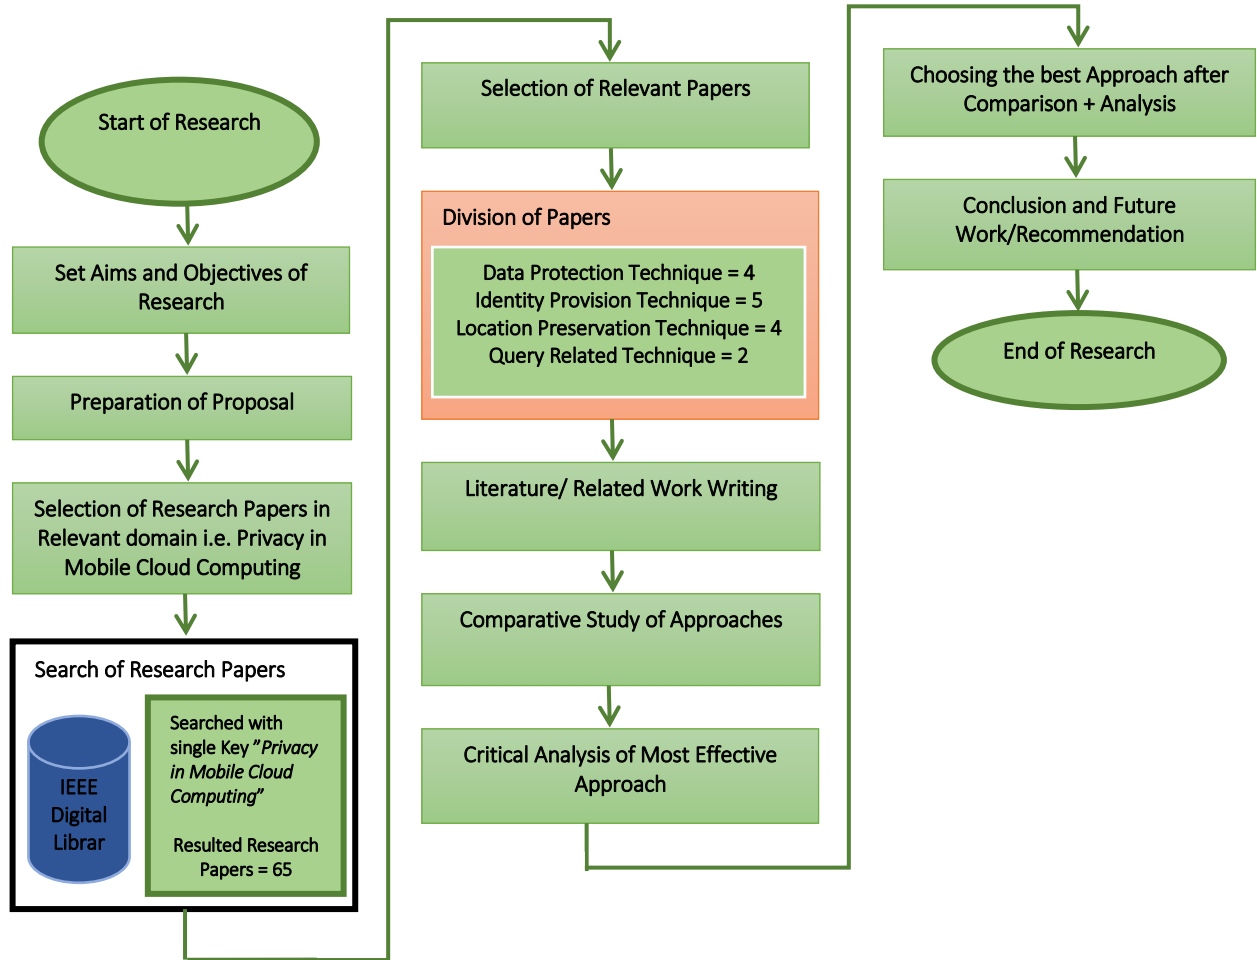 Start of Research
Set Aims and Objectives of
Research
Preparation of Proposal
Selection of Research Papers in
Relevant domain i.e. Privacy in
Mobile Cloud Computing
Search of Research Papers
IEEE
Digital
Librar
Searched with
single Key ”Privacy
in Mobile Cloud
Computing”
Resulted Research
Papers = 65
Selection of Relevant Papers
Division of Papers
Data Protection Technique = 4
Identity Provision Technique = 5
Location Preservation Technique = 4
Query Related Technique = 2
Literature/ Related Work Writing
Comparative Study of Approaches
Critical Analysis of Most Effective
Approach
Choosing the best Approach after
Comparison + Analysis
Conclusion and Future
Work/Recommendation
End of Research